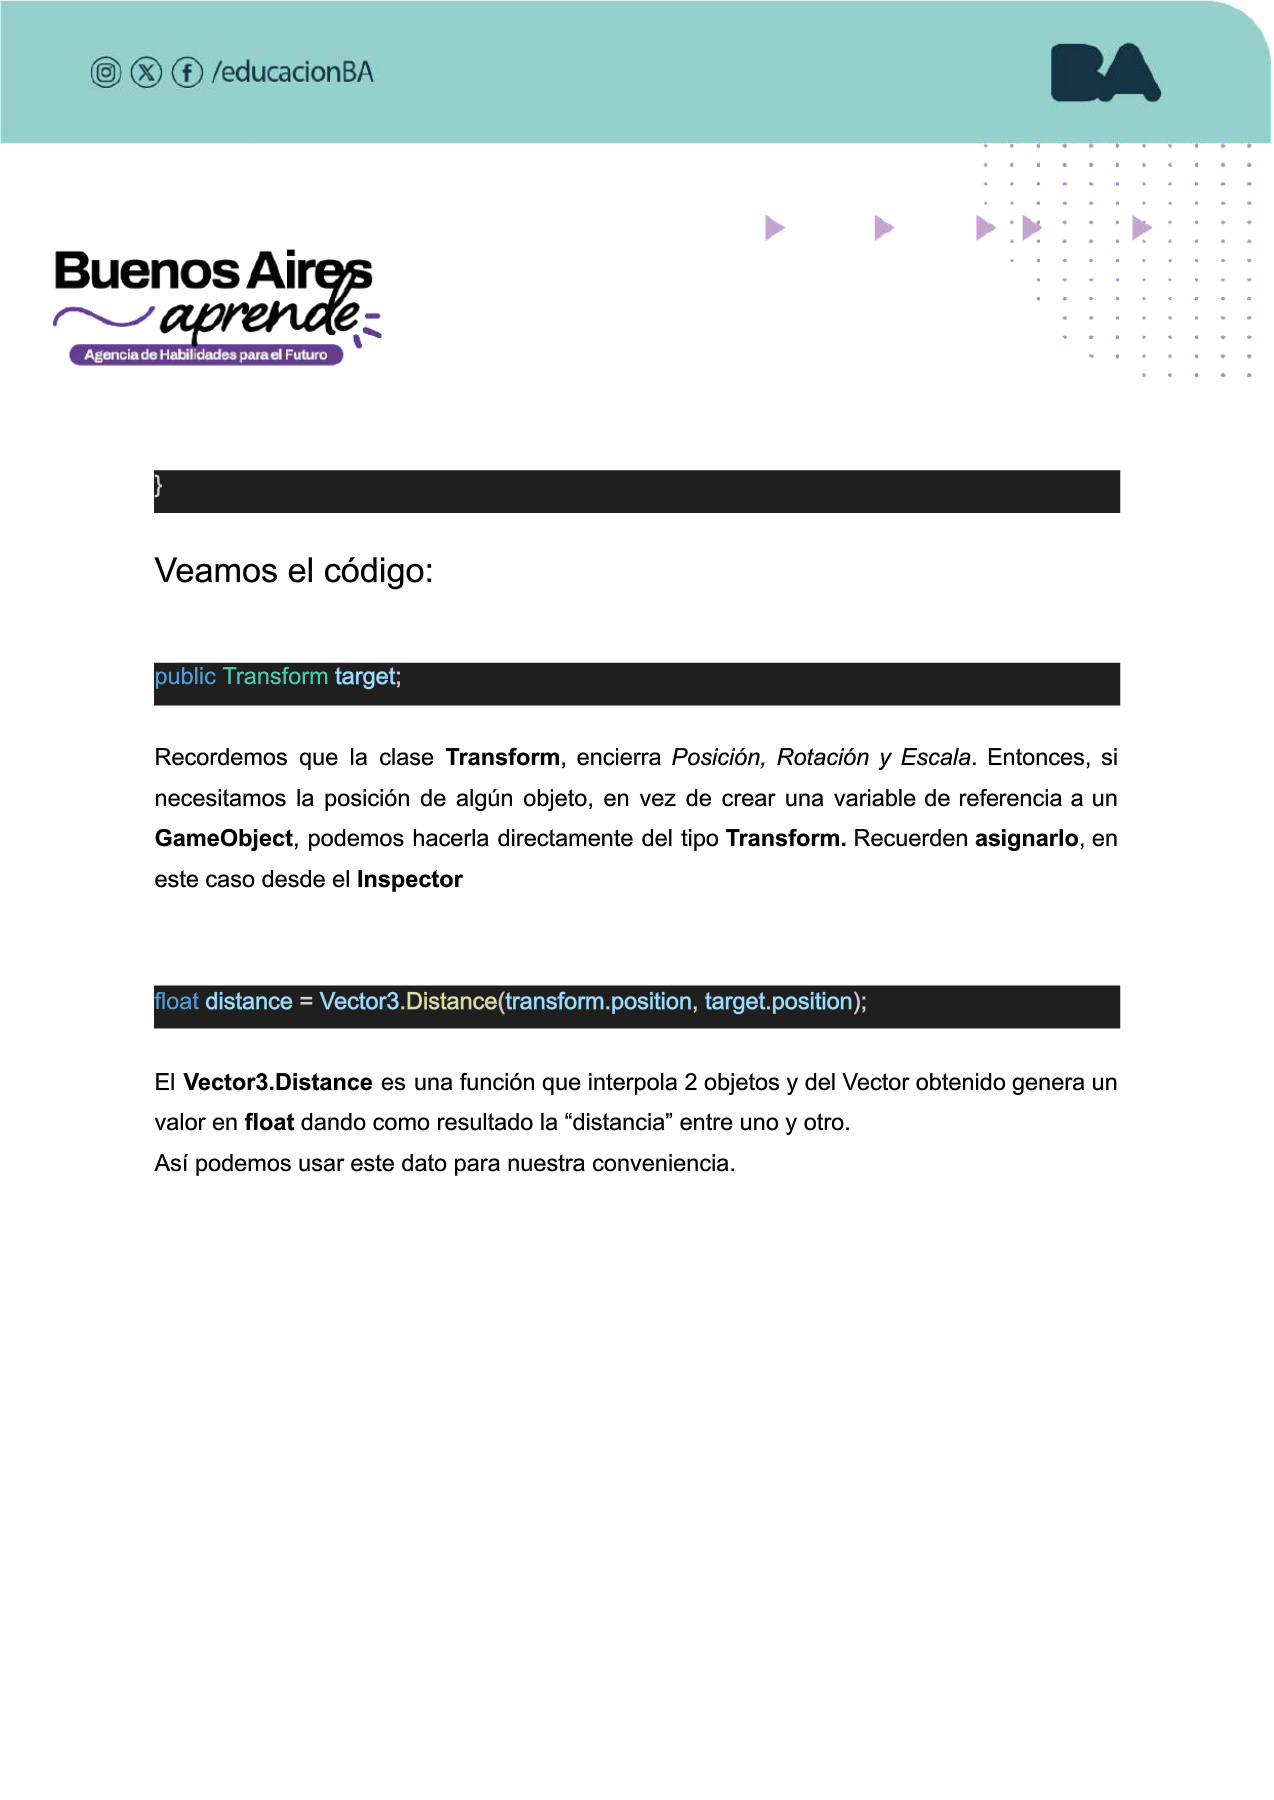 /educacionBA
BA
Buenos Aires
aprende
Agencia de Habilidades para el Futuro
}
Veamos el código:
public Transform target;
Recordemos que la clase Transform, encierra Posición, Rotación y Escala. Entonces, si
necesitamos la posición de algún objeto, en vez de crear una variable de referencia a un
GameObject, podemos hacerla directamente del tipo Transform. Recuerden asignarlo, en
este caso desde el Inspector
float distance = Vector3.Distance(transform.position, target.position);
El Vector3.Distance es una función que interpola 2 objetos y del Vector obtenido genera un
valor en float dando como resultado la “distancia” entre uno y otro.
Así podemos usar este dato para nuestra conveniencia.